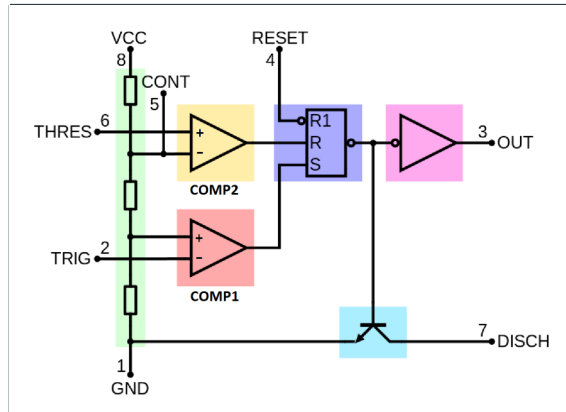 VCC
8
RESET
4
CONT
5
6
THRES
+
−
COMP2
R1
R
S
3
OUT
2
TRIG
+
−
COMP1
7
DISCH
1
GND